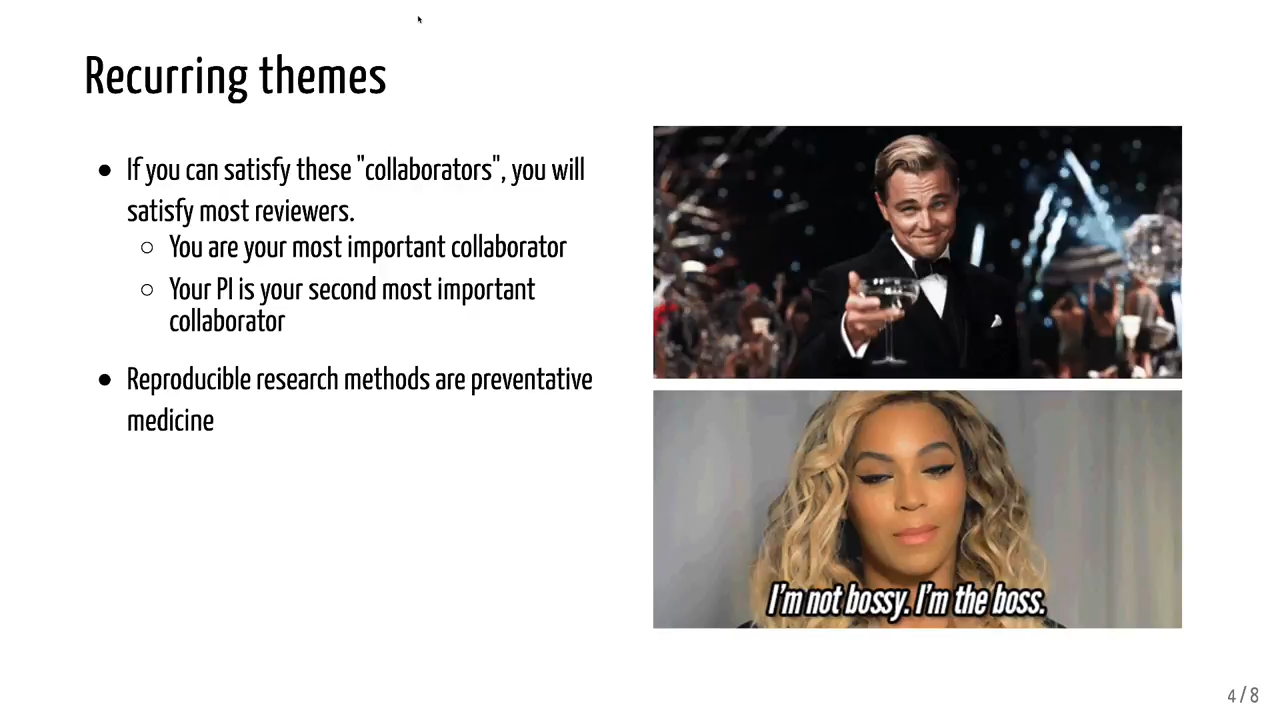 Recurring themes
If you can satisfy these "collaborators", you will
satisfy most reviewers.
You are your most important collaborator
Your PI is your second most important
collaborator
Reproducible research methods are preventative
medicine
I'm not bossy. I'm the boss.
4 / 8